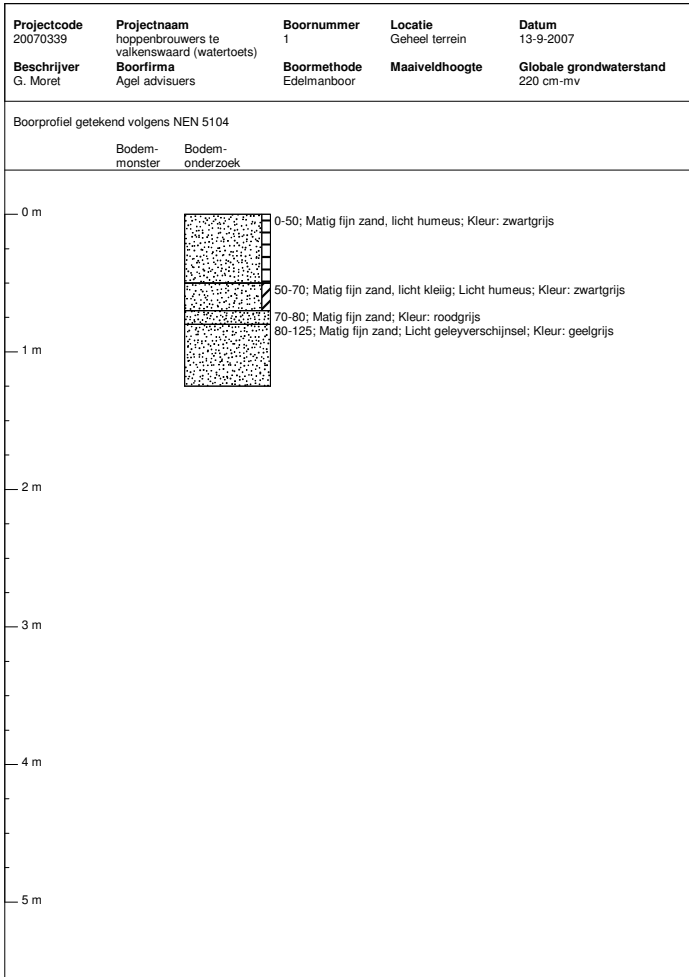 Projectcode Projectnaam Boornummer Locatie Datum
20070339 hoppenbrouwers te 1 Geheel terrein 13-9-2007
valkenswaard (watertoets)
Beschrijver Boorfirma Boormethode Maaiveldhoogte Globale grondwaterstand
G. Moret Agel advisuers Edelmanboor 220 cm-mv
Boorprofiel getekend volgens NEN 5104
Bodem- Bodem-
monster onderzoek
0 m
0-50; Matig fijn zand, licht humeus; Kleur: zwartgrijs
50-70; Matig fijn zand, licht kleiig; Licht humeus; Kleur: zwartgrijs
70-80; Matig fijn zand; Kleur: roodgrijs
80-125; Matig fijn zand; Licht geleyverschijnsel; Kleur: geelgrijs
1 m
2 m
3 m
4 m
5 m